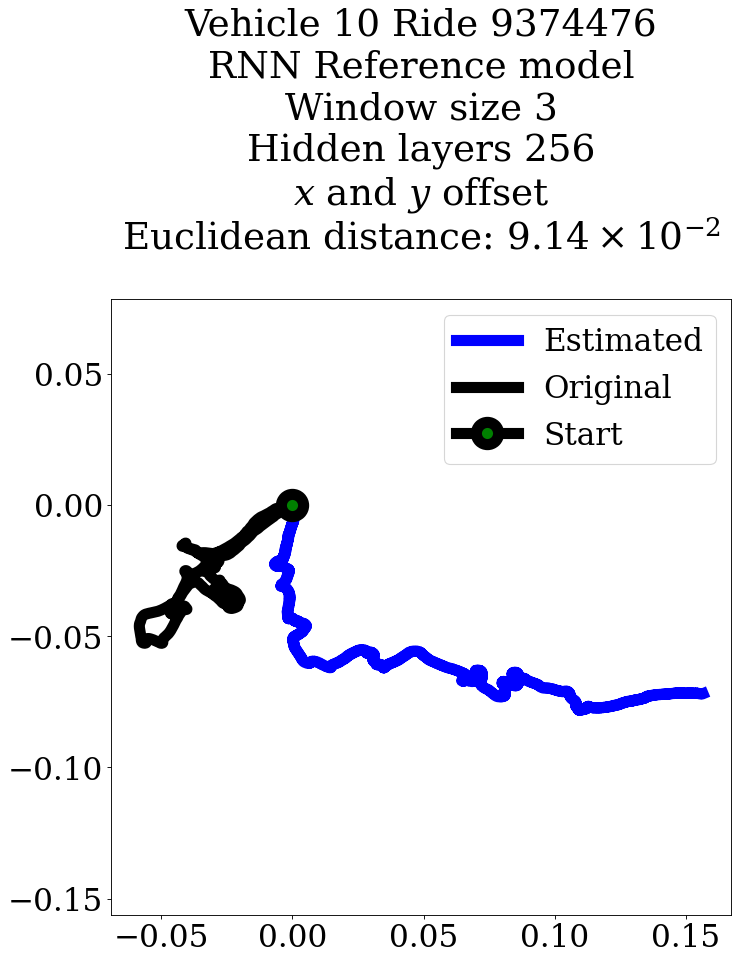 Vehicle 10 Ride 9374476
RNN Reference model
Window size 3
Hidden layers 256
x and y offset
Euclidean distance: 9.14 × 10⁻²
Estimated
Original
Start
0.05
0.00
−0.05
−0.10
−0.15
−0.05 0.00 0.05 0.10 0.15